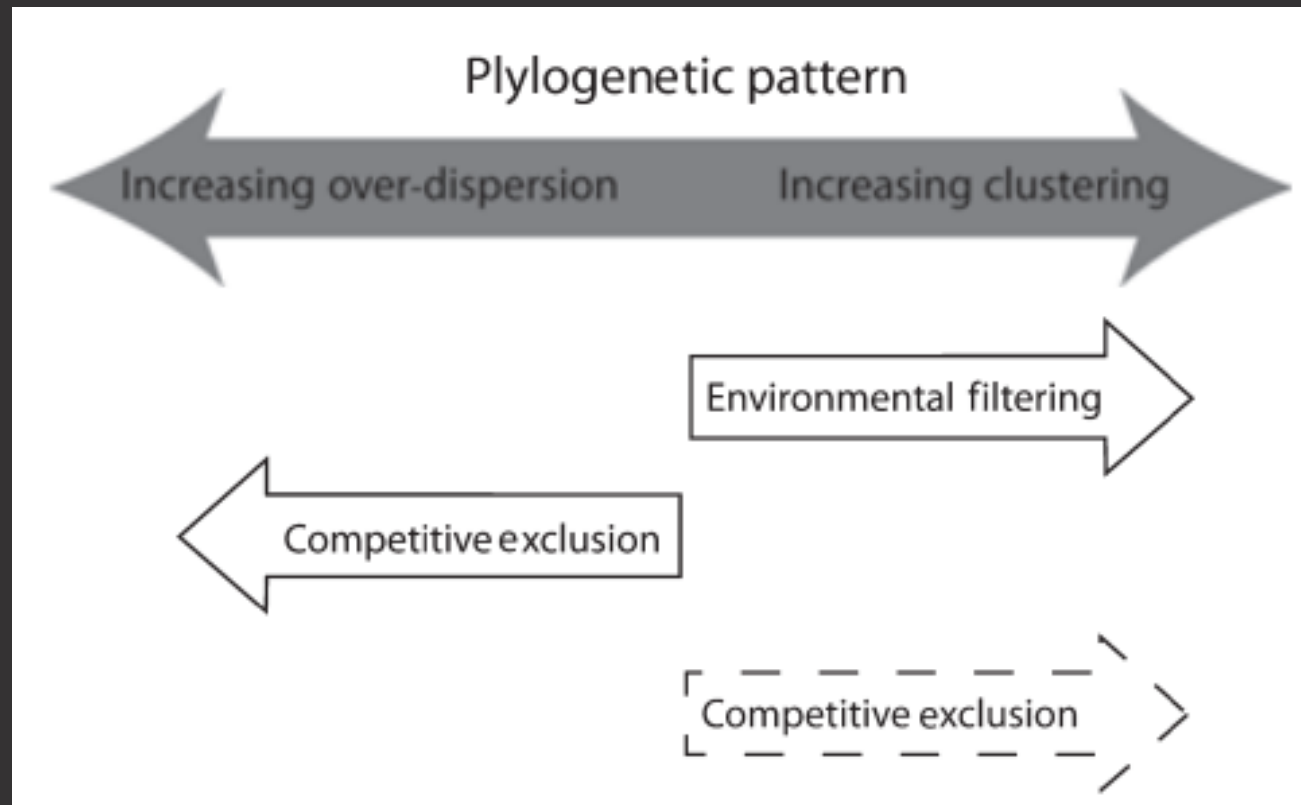 Plylogenetic pattern
Increasing over-dispersion Increasing clustering
Environmental filtering
Competitive exclusion
Competitive exclusion